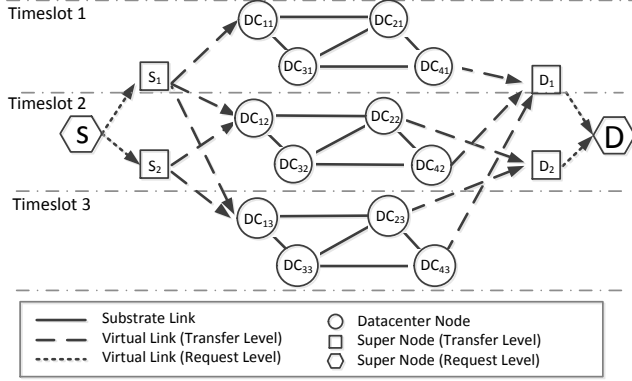 Timeslot 1
DC11
DC21
DC31
DC41
S1
D1
Timeslot 2
DC12
DC22
S
D
S2
DC32
DC42
D2
Timeslot 3
DC13
DC23
DC33
DC43
Substrate Link
Virtual Link (Transfer Level)
Virtual Link (Request Level)
Datacenter Node
Super Node (Transfer Level)
Super Node (Request Level)